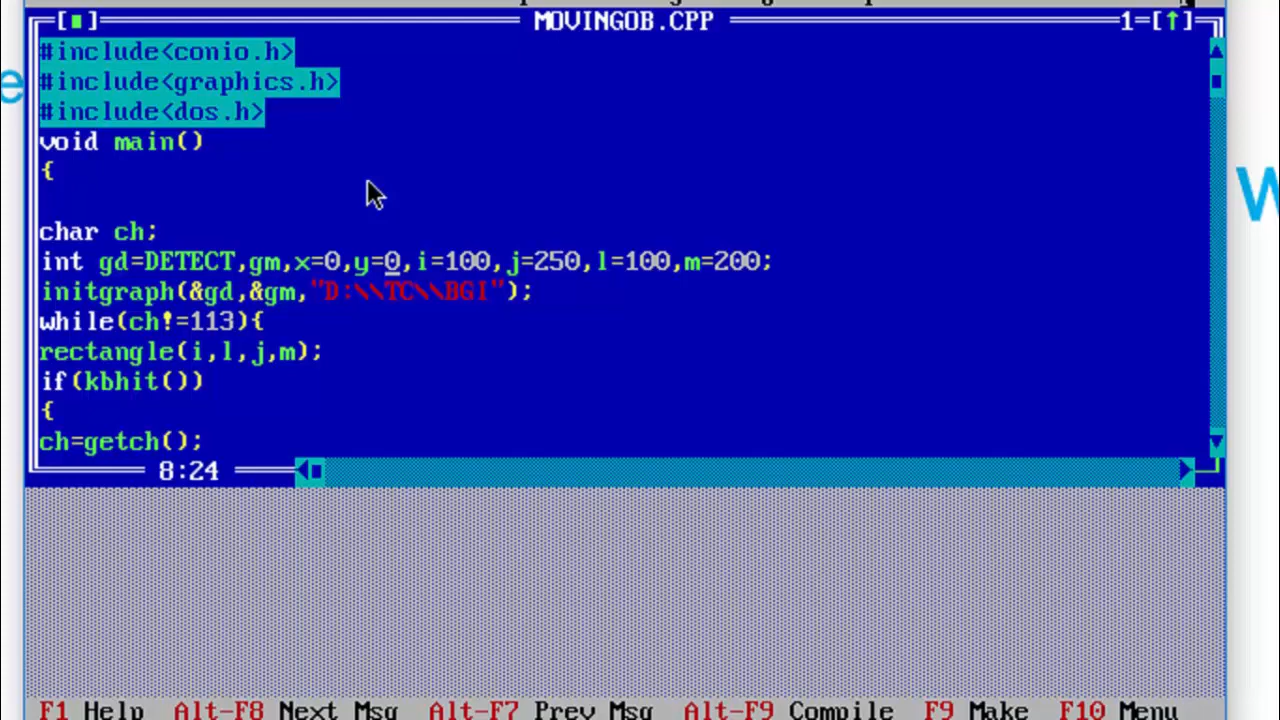 MOVINGOB.CPP
1=[↑]
#include<conio.h>
#include<graphics.h>
#include<dos.h>
void main()
{
char ch;
int gd=DETECT,gm,x=0,y=0,i=100,j=250,l=100,m=200;
initgraph(&gd,&gm,"D:\\TC\\BGI");
while(ch!=113){
rectangle(i,l,j,m);
if(kbhit())
{
ch=getch();
8:24
F1 Help Alt-F8 Next Msg Alt-F7 Prev Msg Alt-F9 Compile F9 Make F10 Menu